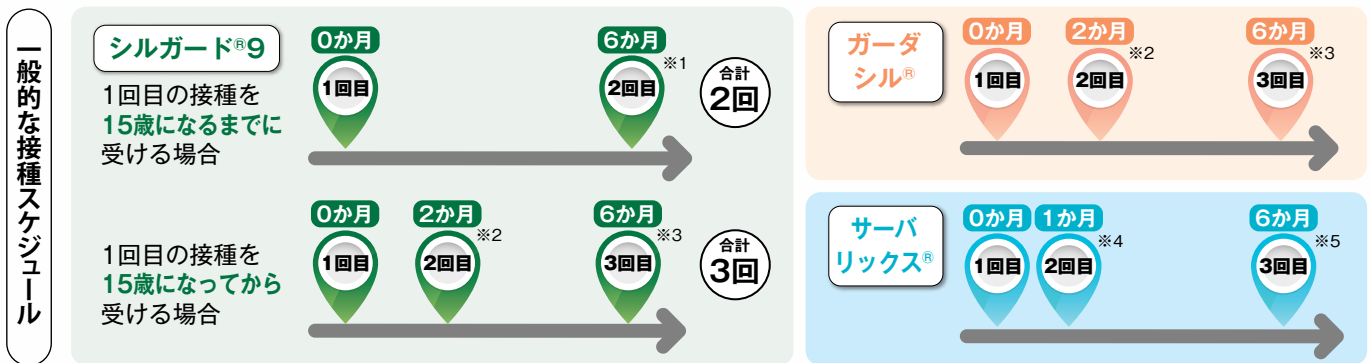 一般的な接種スケジュール
シルガード®9
1回目の接種を
15歳になるまでに
受ける場合
0か月
1回目
6か月
2回目
※1
合計
2回
1回目の接種を
15歳になってから
受ける場合
0か月
1回目
2か月
2回目
※2
6か月
3回目
※3
合計
3回
ガーダ
シル®
0か月
1回目
2か月
2回目
※2
6か月
3回目
※3
サーバ
リックス®
0か月
1回目
1か月
2回目
※4
6か月
3回目
※5